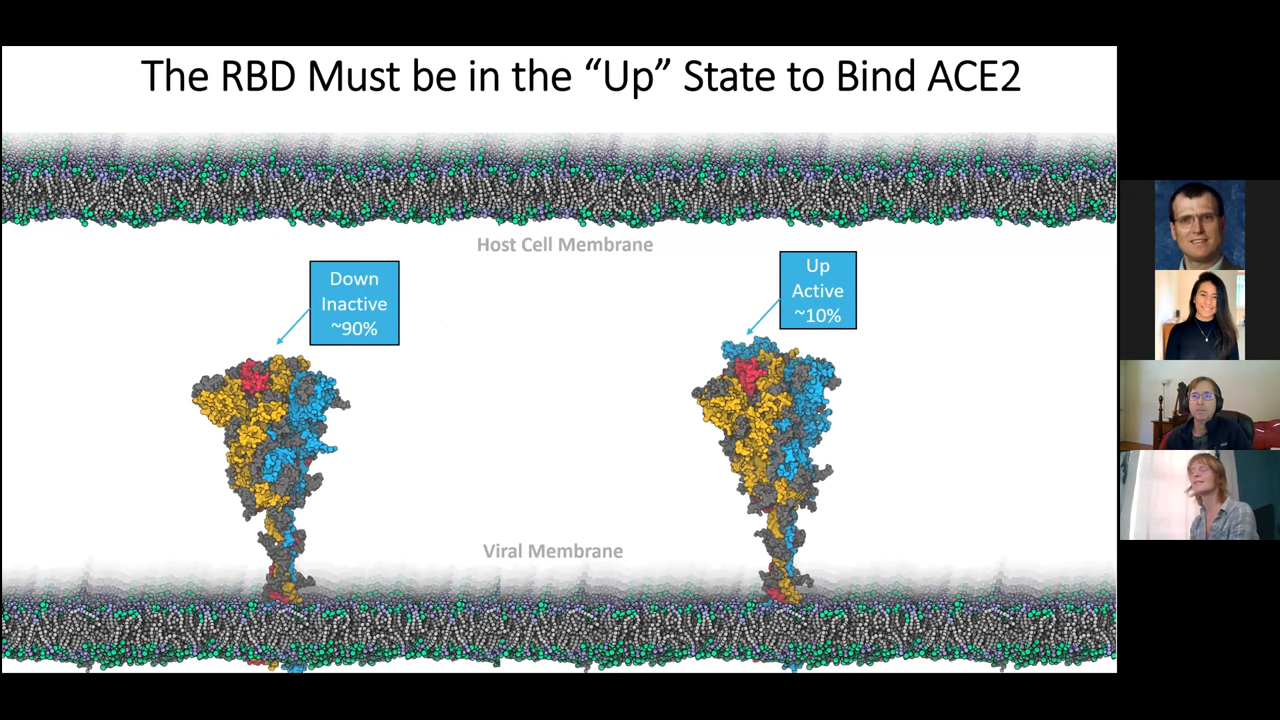 The RBD Must be in the “Up” State to Bind ACE2
Host Cell Membrane
Down
Inactive
~90%
Up
Active
~10%
Viral Membrane